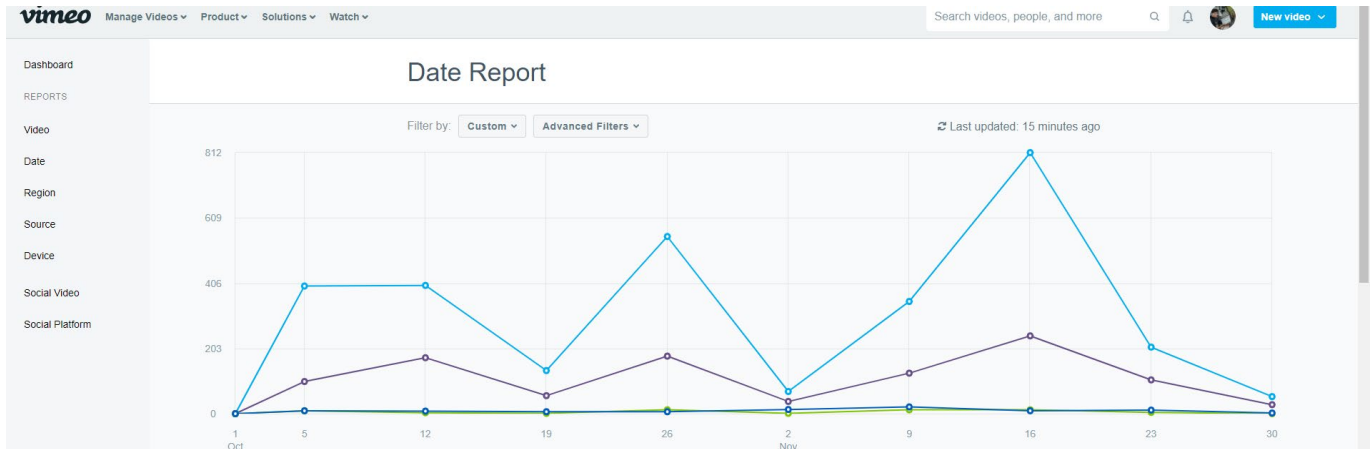 vimeo Manage Videos Product Solutions Watch Search videos, people, and more New video
Dashboard
REPORTS
Video
Date
Region
Source
Device
Social Video
Social Platform
Date Report
Filter by: Custom Advanced Filters Last updated: 15 minutes ago
812
609
406
203
0
1 5 12 19 26 2 9 16 23 30
Oct Nov